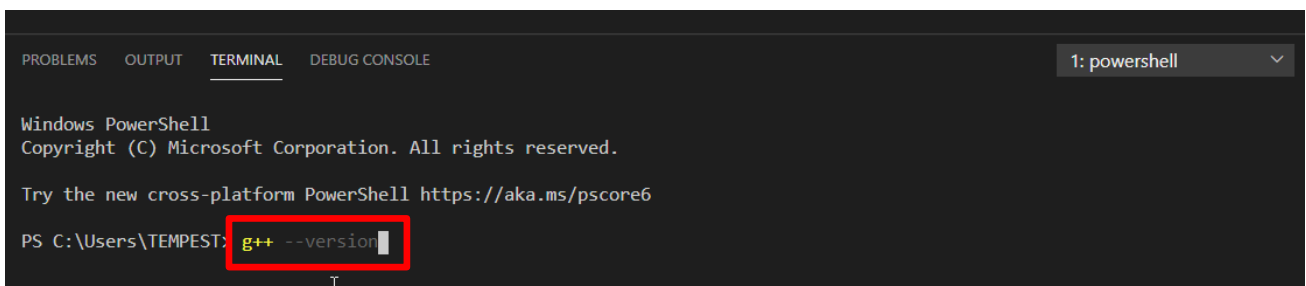 PROBLEMS OUTPUT TERMINAL DEBUG CONSOLE 1: powershell
Windows PowerShell
Copyright (C) Microsoft Corporation. All rights reserved.
Try the new cross-platform PowerShell https://aka.ms/pscore6
PS C:\Users\TEMPEST> g++ --version